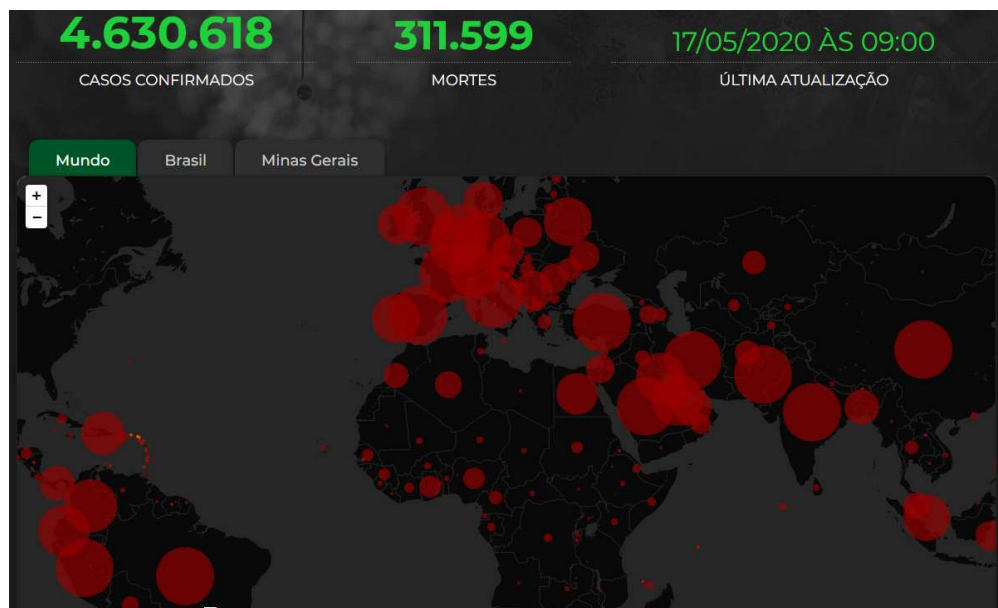 4.630.618 311.599 17/05/2020 ÀS 09:00
CASOS CONFIRMADOS MORTES ÚLTIMA ATUALIZAÇÃO
Mundo Brasil Minas Gerais
+
−